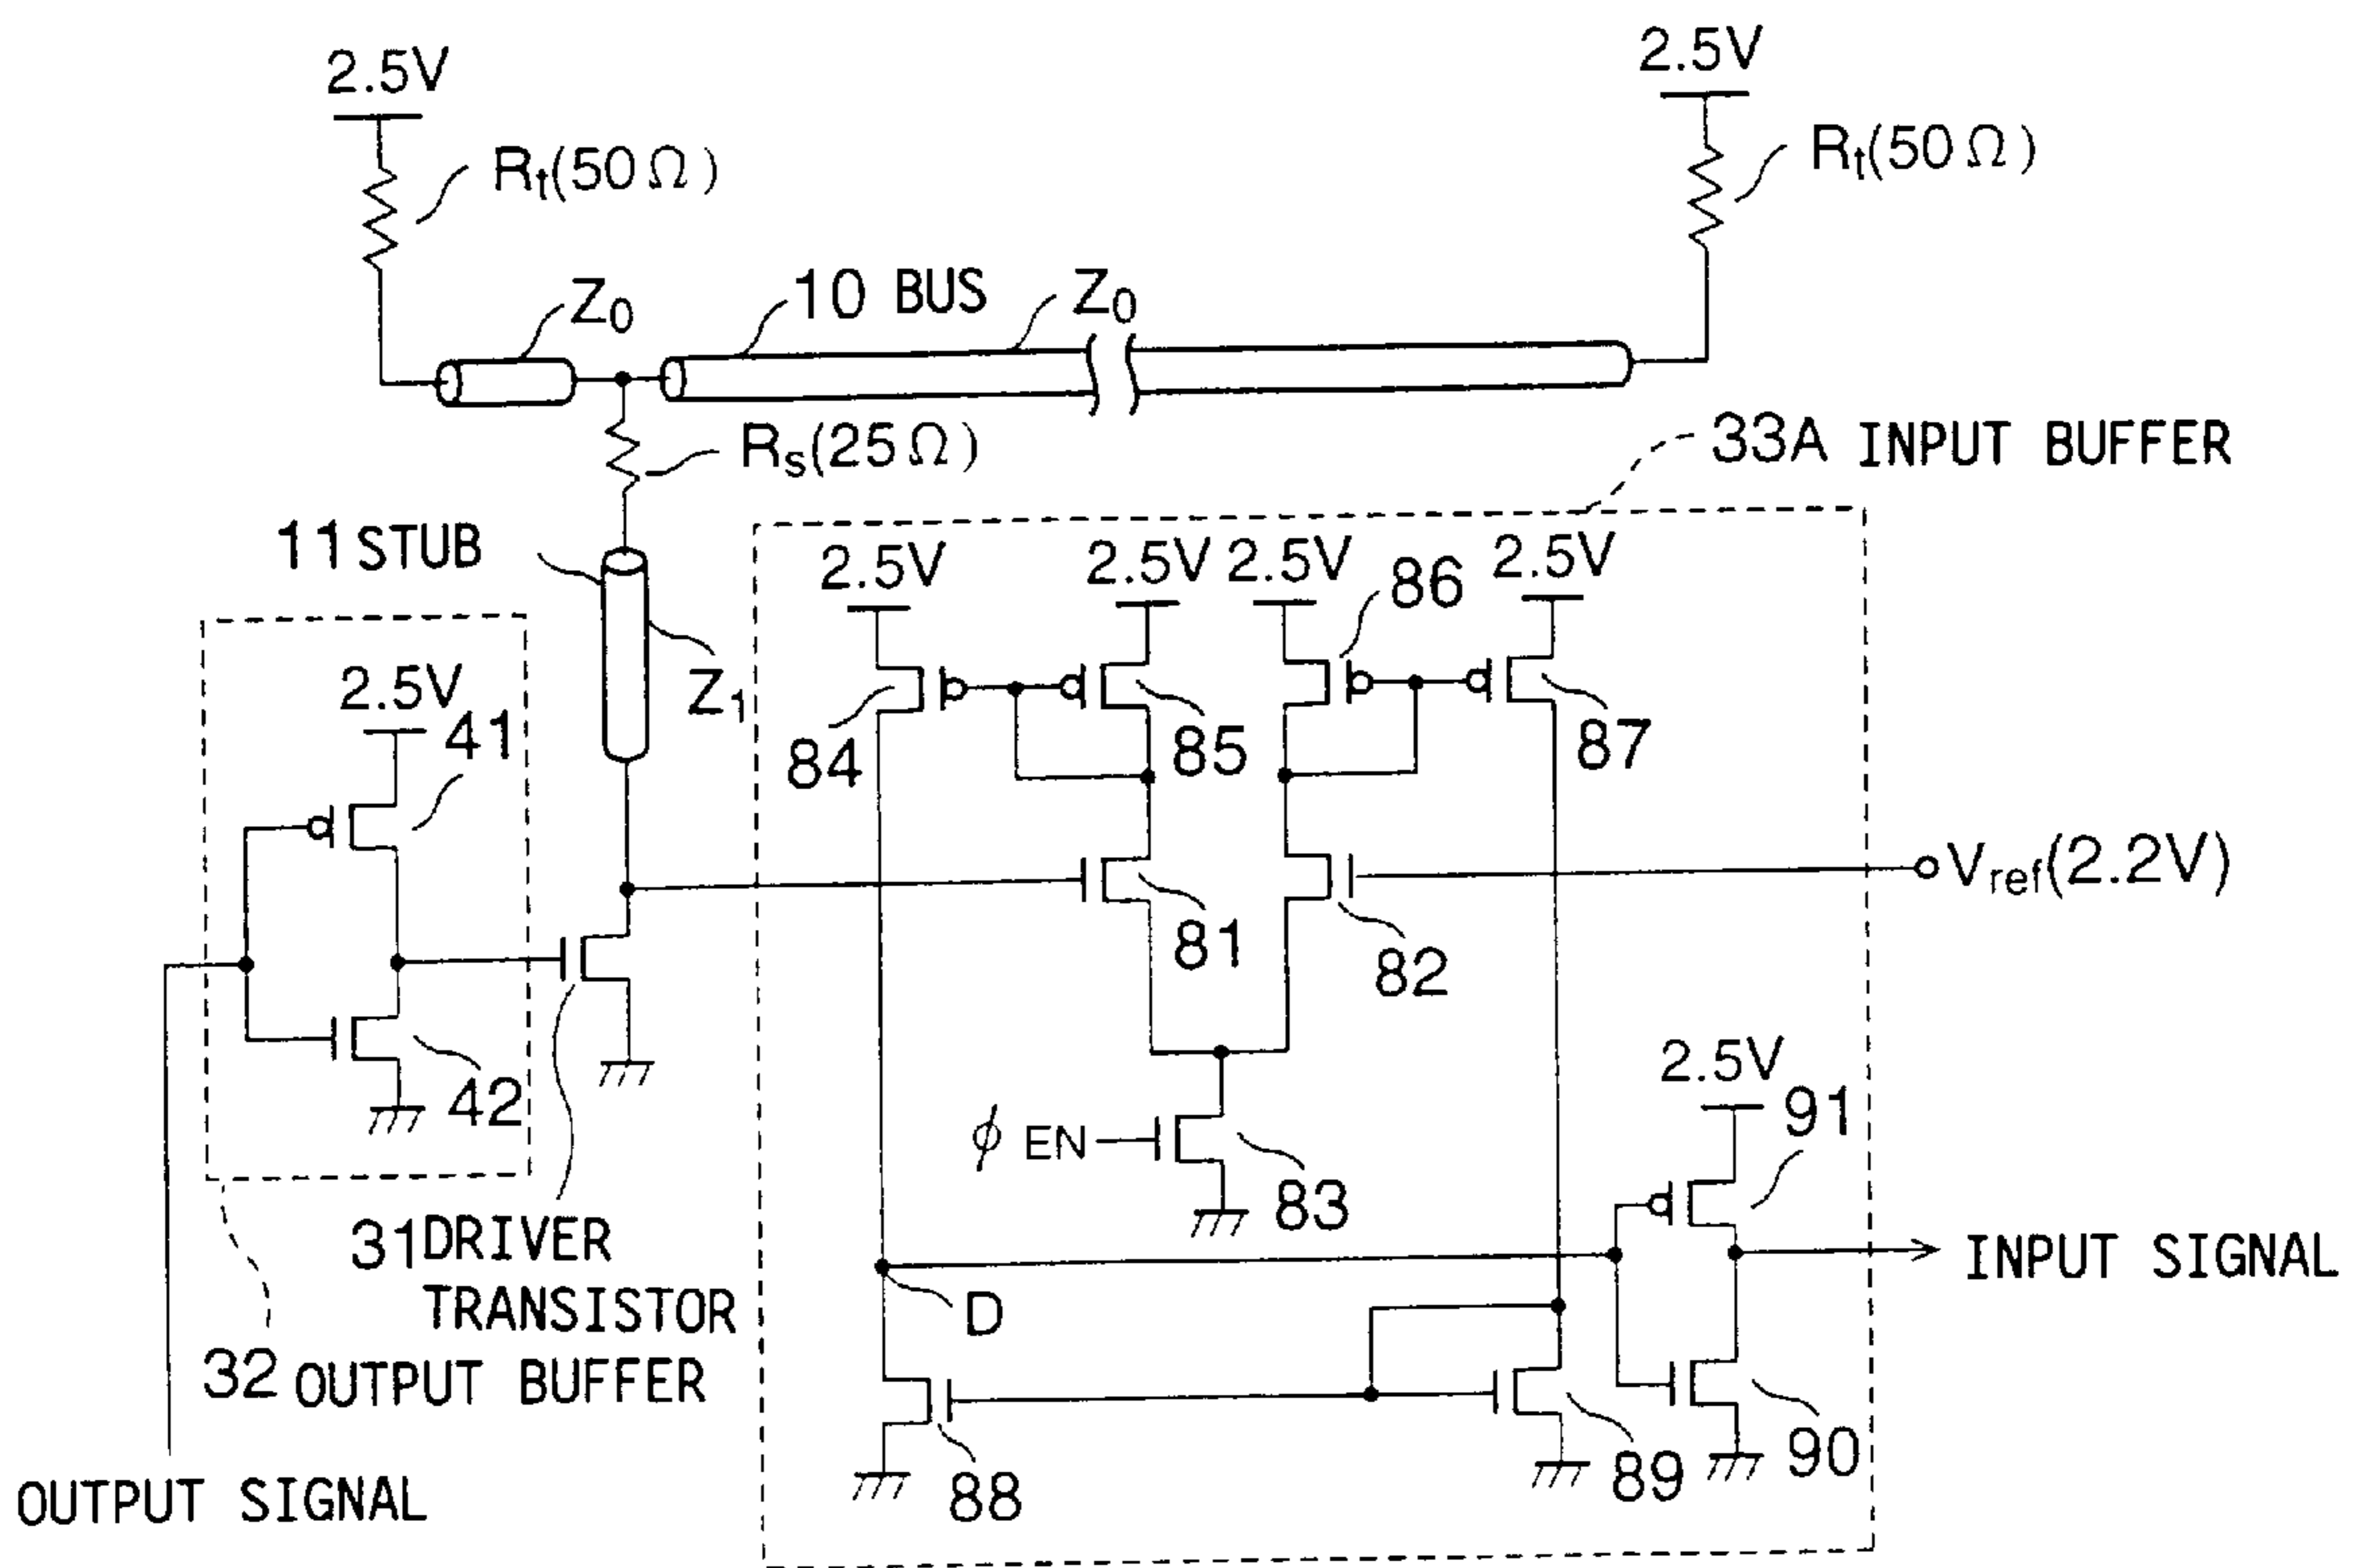 2.5V
2.5V
Rt(50Ω)
Rt(50Ω)
Z0
10 BUS
Z0
Rs(25Ω)
33A INPUT BUFFER
11 STUB
2.5V
2.5V
2.5V
86
2.5V
Z1
2.5V
41
84
85
87
Vref(2.2V)
81
82
42
2.5V
91
φ EN
83
31 DRIVER
TRANSISTOR
INPUT SIGNAL
D
32 OUTPUT BUFFER
88
89
90
OUTPUT SIGNAL